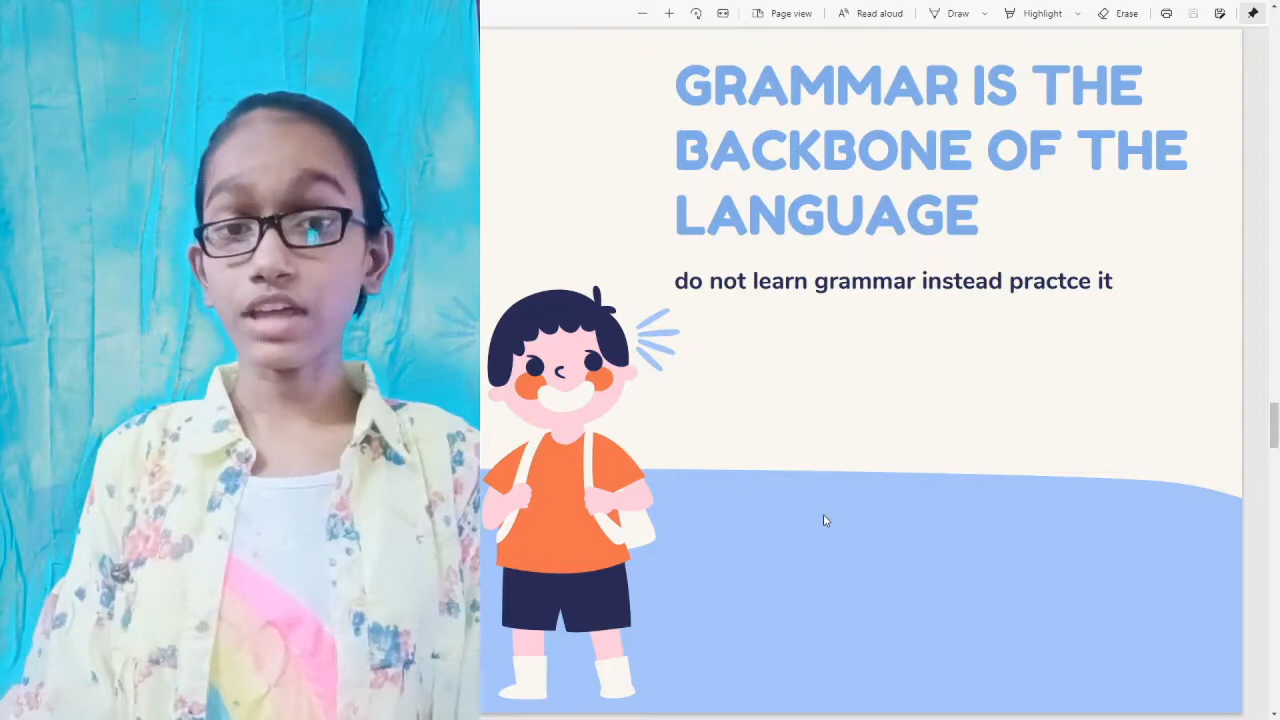 Page view
Read aloud
Draw
Highlight
Erase
GRAMMAR IS THE
BACKBONE OF THE
LANGUAGE
do not learn grammar instead practce it